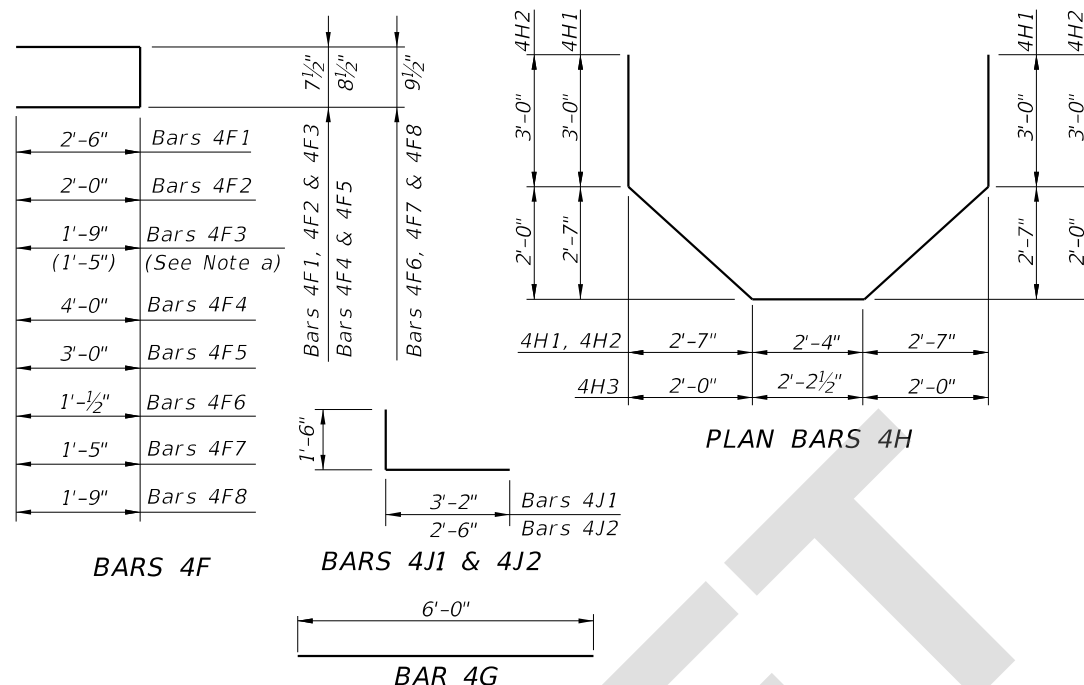 7½"
8½"
9½"
Bars 4F1, 4F2 & 4F3
Bars 4F4 & 4F5
Bars 4F6, 4F7 & 4F8
2'-6" Bars 4F1
2'-0" Bars 4F2
1'-9" Bars 4F3
(1'-5") (See Note a)
4'-0" Bars 4F4
3'-0" Bars 4F5
1'-½" Bars 4F6
1'-5" Bars 4F7
1'-9" Bars 4F8
BARS 4F
1'-6"
3'-2" Bars 4J1
2'-6" Bars 4J2
BARS 4J1 & 4J2
6'-0"
BAR 4G
4H2 4H1 4H1 4H2
3'-0" 3'-0" 3'-0" 3'-0"
2'-0" 2'-7" 2'-7" 2'-0"
4H1, 4H2 2'-7" 2'-4" 2'-7"
4H3 2'-0" 2'-2½" 2'-0"
PLAN BARS 4H